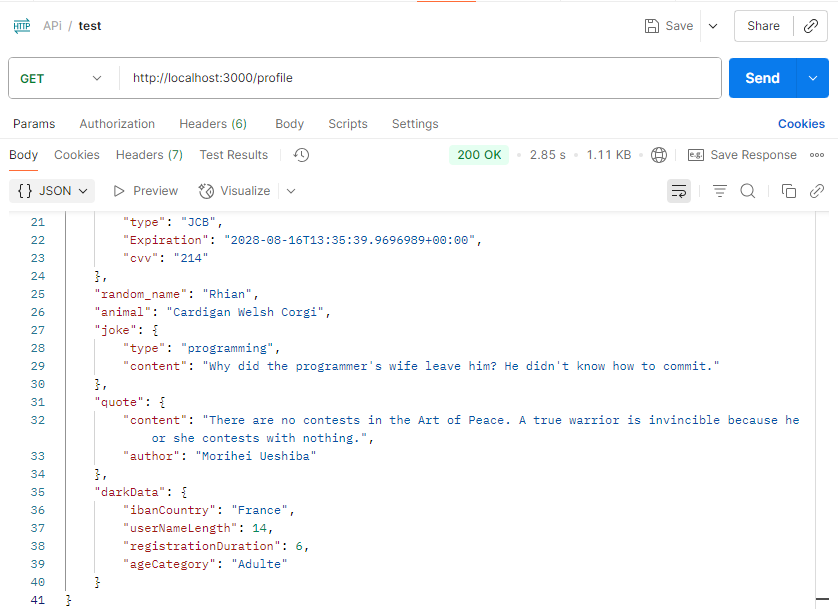 HTTP APi / test Save Share
GET http://localhost:3000/profile Send
Params Authorization Headers (6) Body Scripts Settings Cookies
Body Cookies Headers (7) Test Results 200 OK • 2.85 s • 1.11 KB • e.g. Save Response
{} JSON Preview Visualize
21 "type": "JCB",
22 "Expiration": "2028-08-16T13:35:39.9696989+00:00",
23 "cvv": "214"
24 },
25 "random_name": "Rhian",
26 "animal": "Cardigan Welsh Corgi",
27 "joke": {
28 "type": "programming",
29 "content": "Why did the programmer's wife leave him? He didn't know how to commit."
30 },
31 "quote": {
32 "content": "There are no contests in the Art of Peace. A true warrior is invincible because he
or she contests with nothing.",
33 "author": "Morihei Ueshiba"
34 },
35 "darkData": {
36 "ibanCountry": "France",
37 "userNameLength": 14,
38 "registrationDuration": 6,
39 "ageCategory": "Adulte"
40 }
41 }